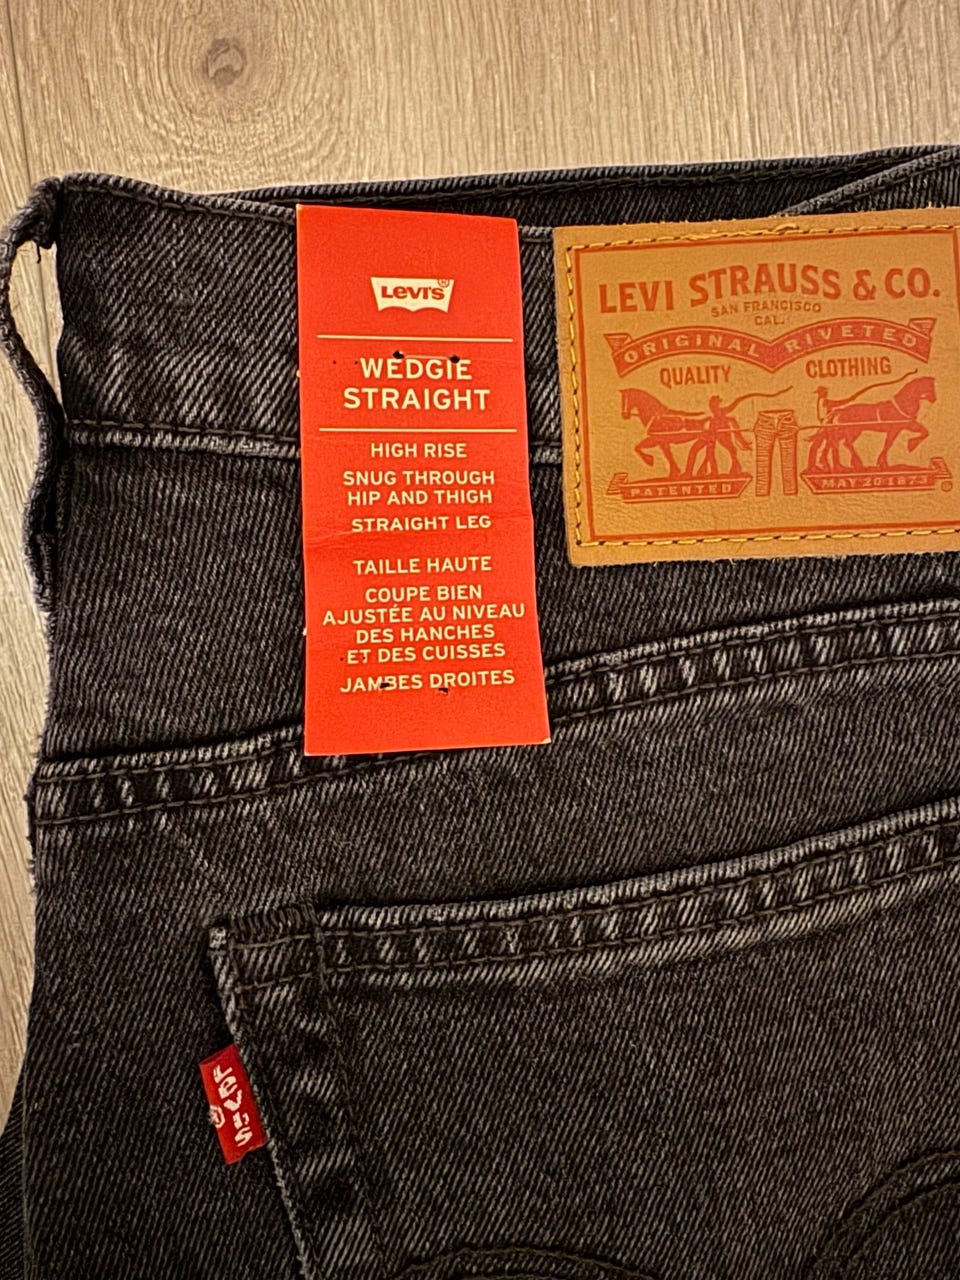 Levi's®
WEDGIE
STRAIGHT
HIGH RISE
SNUG THROUGH
HIP AND THIGH
STRAIGHT LEG
TAILLE HAUTE
COUPE BIEN
AJUSTÉE AU NIVEAU
DES HANCHES
ET DES CUISSES
JAMBES DROITES
LEVI STRAUSS & CO.
SAN FRANCISCO
CAL.
ORIGINAL RIVETED
QUALITY CLOTHING
PATENTED MAY 20 1873 ®
Levi's®